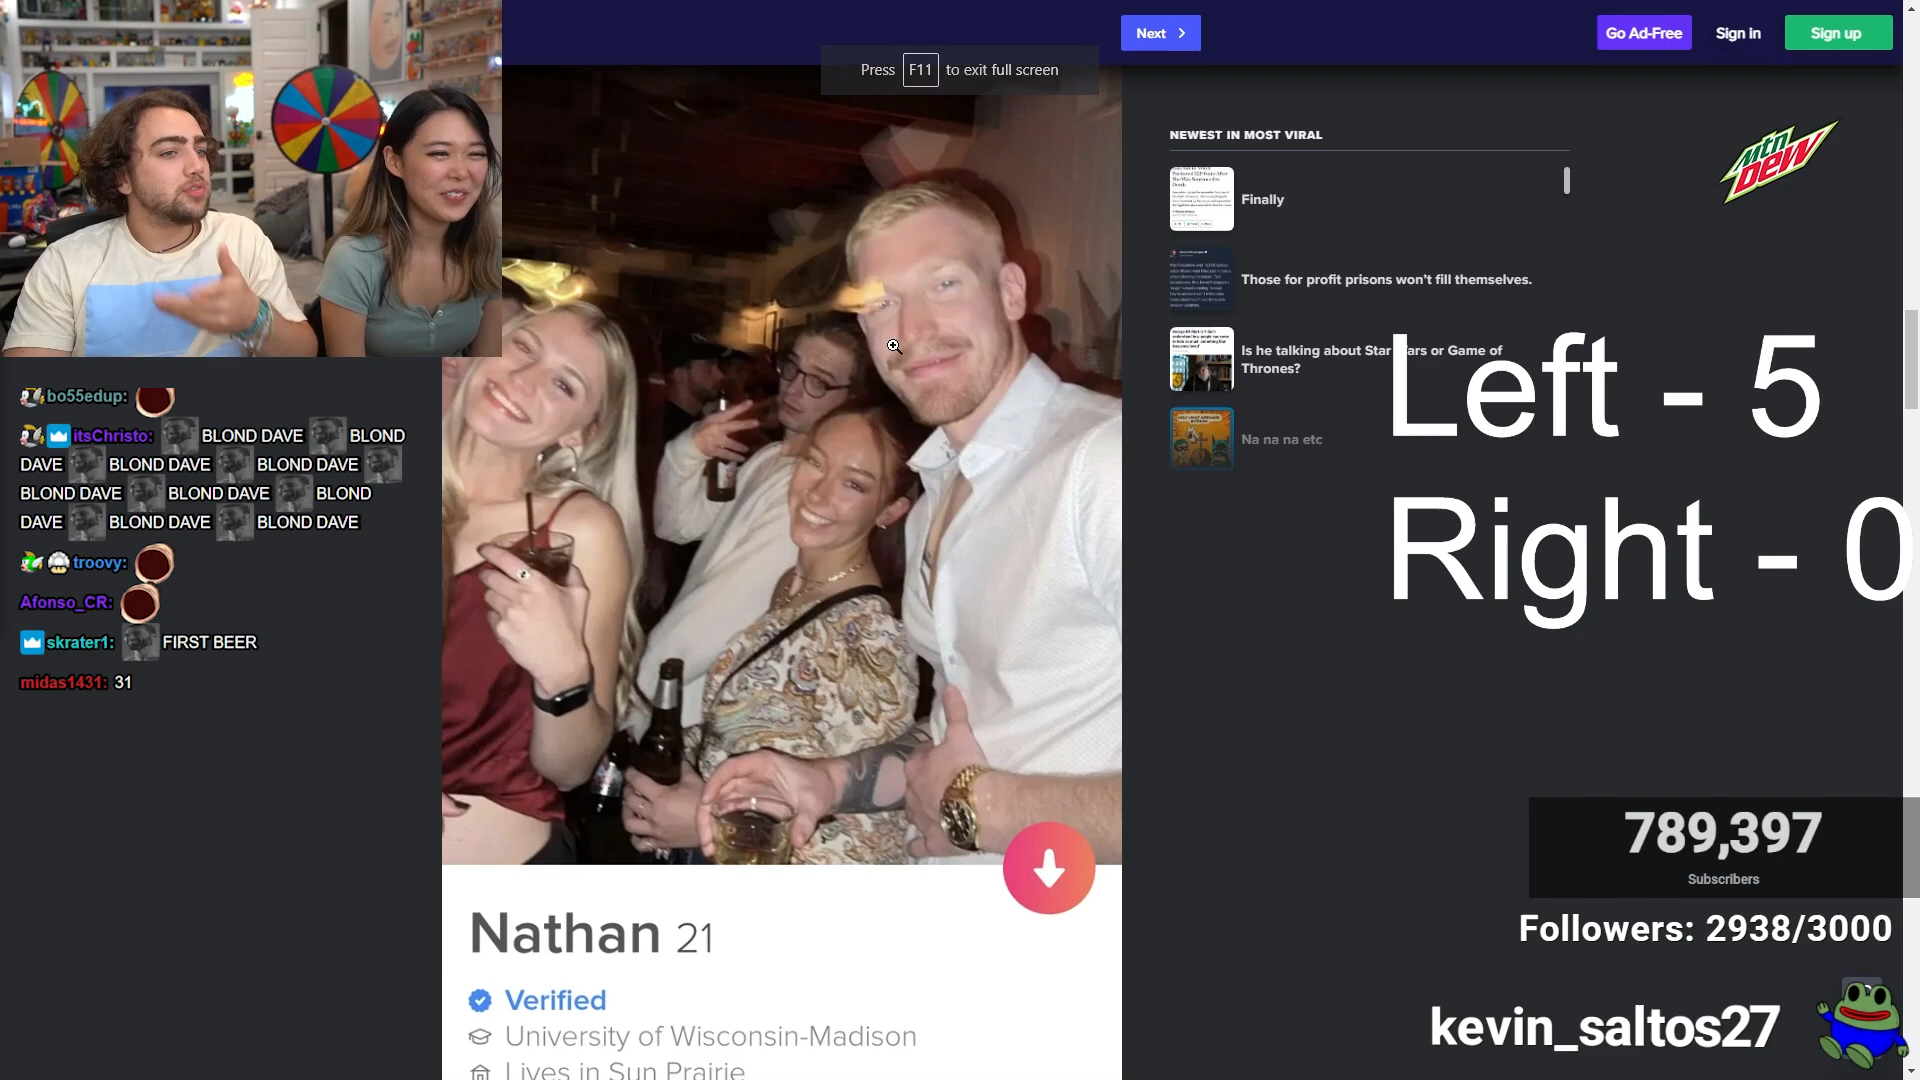 Next
Go Ad-Free
Sign in
Sign up
Press F11 to exit full screen
NEWEST IN MOST VIRAL
Finally
Those for profit prisons won't fill themselves.
Is he talking about Star Wars or Game of
Thrones?
Na na na etc
Mtn
DEW
Left - 5
Right - 0
bo55edup:
itsChristo: BLOND DAVE BLOND
DAVE BLOND DAVE BLOND DAVE
BLOND DAVE BLOND DAVE BLOND
DAVE BLOND DAVE BLOND DAVE
troovy:
Afonso_CR:
skrater1: FIRST BEER
midas1431: 31
Nathan 21
Verified
University of Wisconsin-Madison
Lives in Sun Prairie
789,397
Subscribers
Followers: 2938/3000
kevin_saltos27